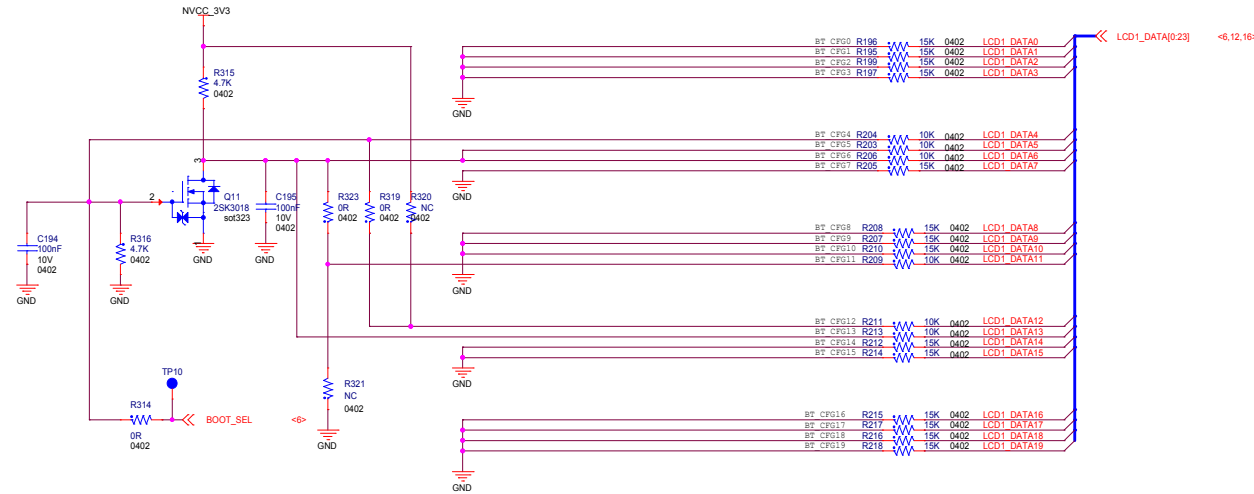 NVCC_3V3
R315
4.7K
0402
3
2
1
Q11
2SK3018
sot323
C194
100nF
10V
0402
GND
R316
4.7K
0402
GND
GND
C195
100nF
10V
0402
GND
R323
0R
0402
R319
0R
0402
R320
NC
0402
R321
NC
0402
GND
TP10
R314
0R
0402
BOOT_SEL <6>
BT_CFG0 R196 15K 0402 LCD1_DATA0
BT_CFG1 R195 15K 0402 LCD1_DATA1
BT_CFG2 R199 15K 0402 LCD1_DATA2
BT_CFG3 R197 15K 0402 LCD1_DATA3
GND
BT_CFG4 R204 10K 0402 LCD1_DATA4
BT_CFG5 R203 10K 0402 LCD1_DATA5
BT_CFG6 R206 10K 0402 LCD1_DATA6
BT_CFG7 R205 15K 0402 LCD1_DATA7
GND
BT_CFG8 R208 15K 0402 LCD1_DATA8
BT_CFG9 R207 15K 0402 LCD1_DATA9
BT_CFG10 R210 15K 0402 LCD1_DATA10
BT_CFG11 R209 10K 0402 LCD1_DATA11
GND
BT_CFG12 R211 10K 0402 LCD1_DATA12
BT_CFG13 R213 10K 0402 LCD1_DATA13
BT_CFG14 R212 15K 0402 LCD1_DATA14
BT_CFG15 R214 15K 0402 LCD1_DATA15
GND
BT_CFG16 R215 15K 0402 LCD1_DATA16
BT_CFG17 R217 15K 0402 LCD1_DATA17
BT_CFG18 R216 15K 0402 LCD1_DATA18
BT_CFG19 R218 15K 0402 LCD1_DATA19
GND
LCD1_DATA[0:23] <6,12,16>